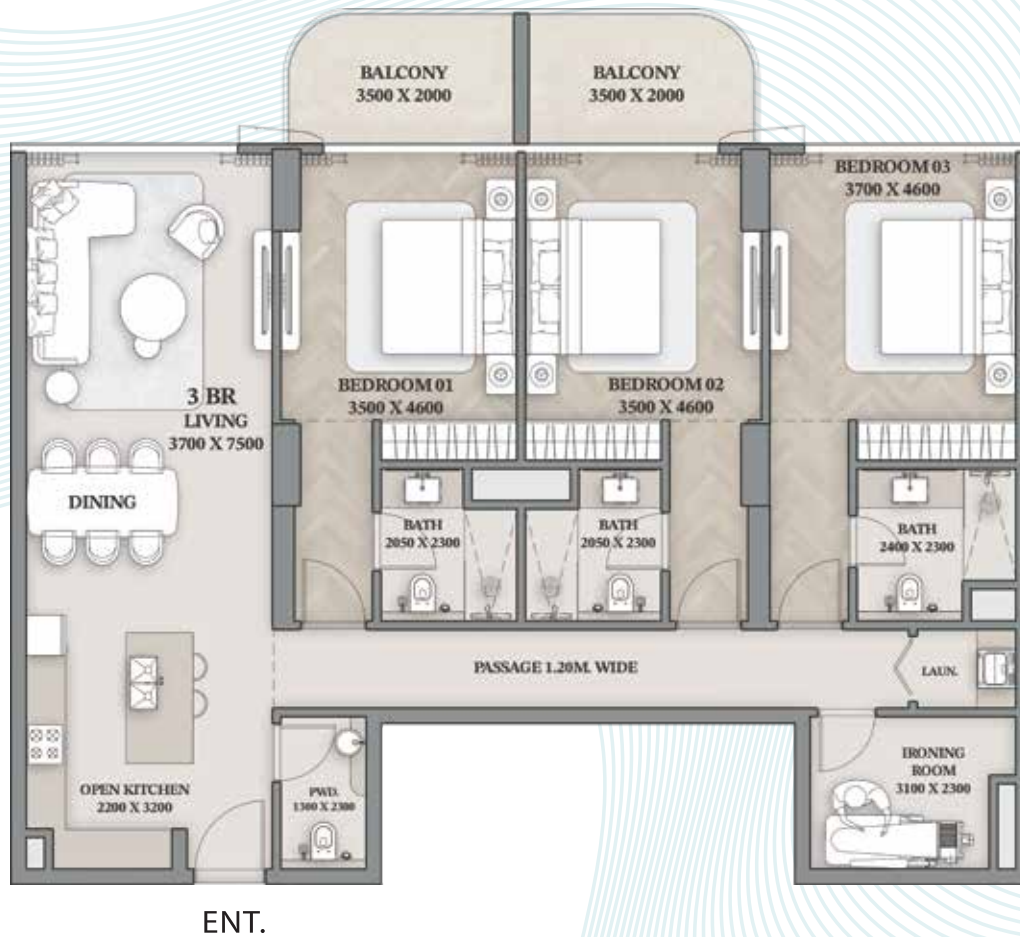 BALCONY
3500 X 2000
BALCONY
3500 X 2000
BEDROOM 03
3700 X 4600
BEDROOM 01
3500 X 4600
BEDROOM 02
3500 X 4600
3 BR
LIVING
3700 X 7500
DINING
BATH
2050 X 2300
BATH
2050 X 2300
BATH
2400 X 2300
PASSAGE 1.20M. WIDE
LAUN.
OPEN KITCHEN
2200 X 3200
PWD.
1300 X 2300
IRONING
ROOM
3100 X 2300
ENT.